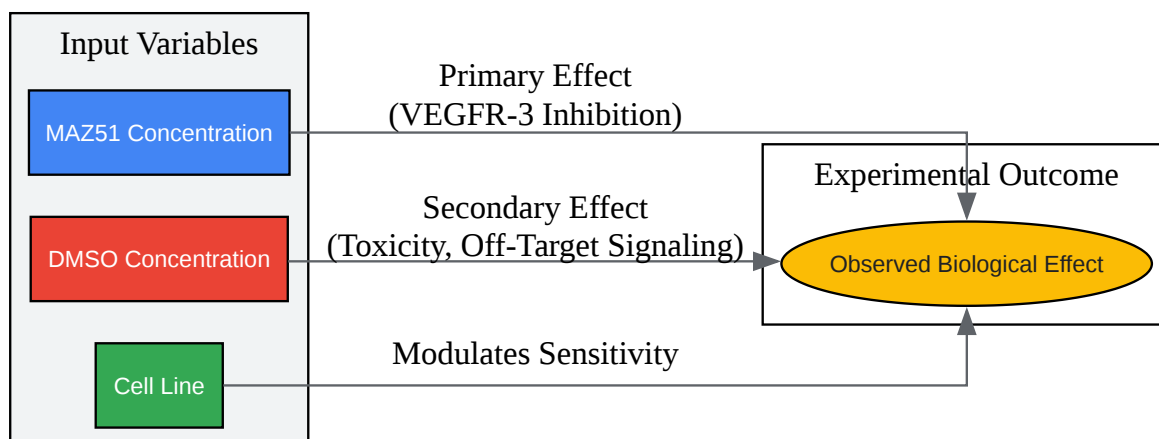 Input Variables
MAZ51 Concentration
Primary Effect
(VEGFR-3 Inhibition)
DMSO Concentration
Secondary Effect
(Toxicity, Off-Target Signaling)
Cell Line
Modulates Sensitivity
Experimental Outcome
Observed Biological Effect